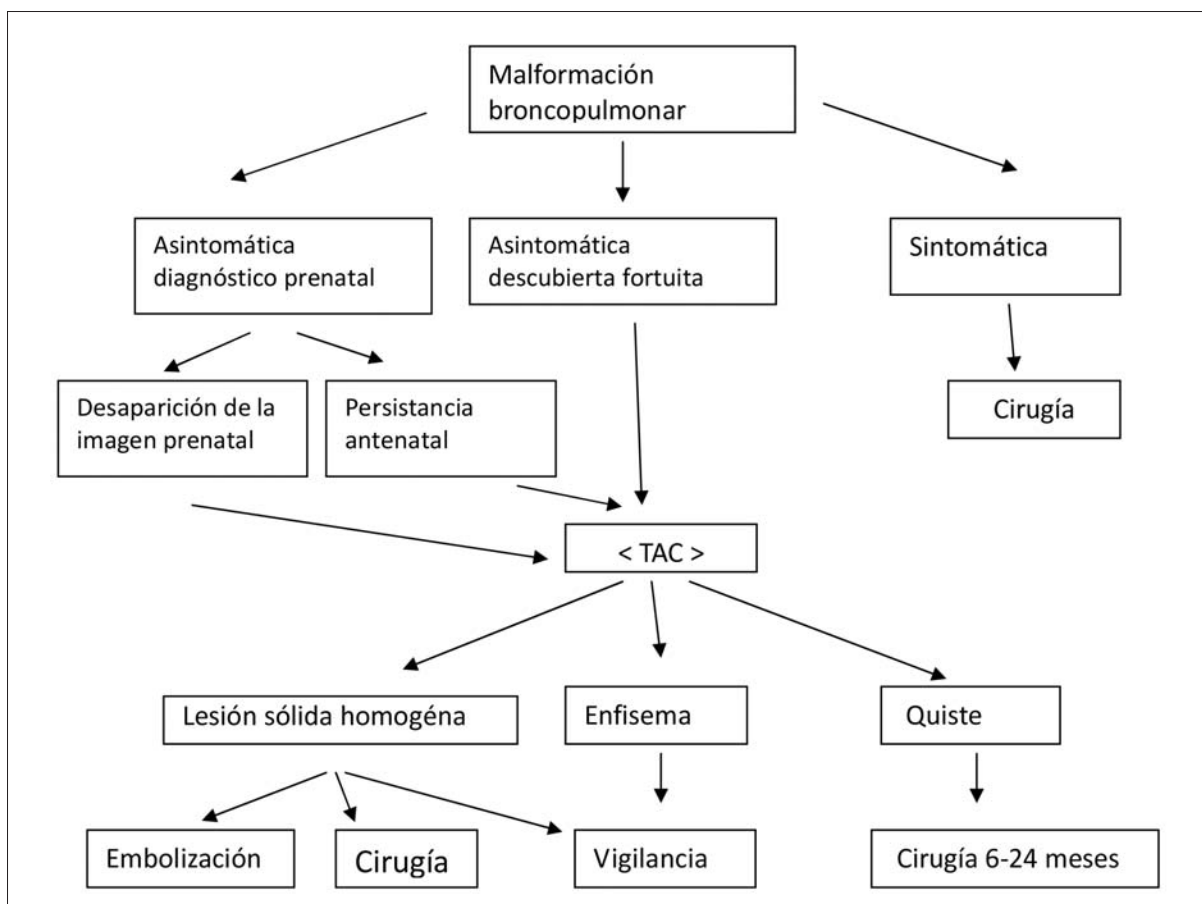 Malformación
broncopulmonar
Asintomática
diagnóstico prenatal
Asintomática
descubierta fortuita
Sintomática
Desaparición de la
imagen prenatal
Persistancia
antenatal
Cirugía
< TAC >
Lesión sólida homogéna
Enfisema
Quiste
Embolización
Cirugía
Vigilancia
Cirugía 6-24 meses